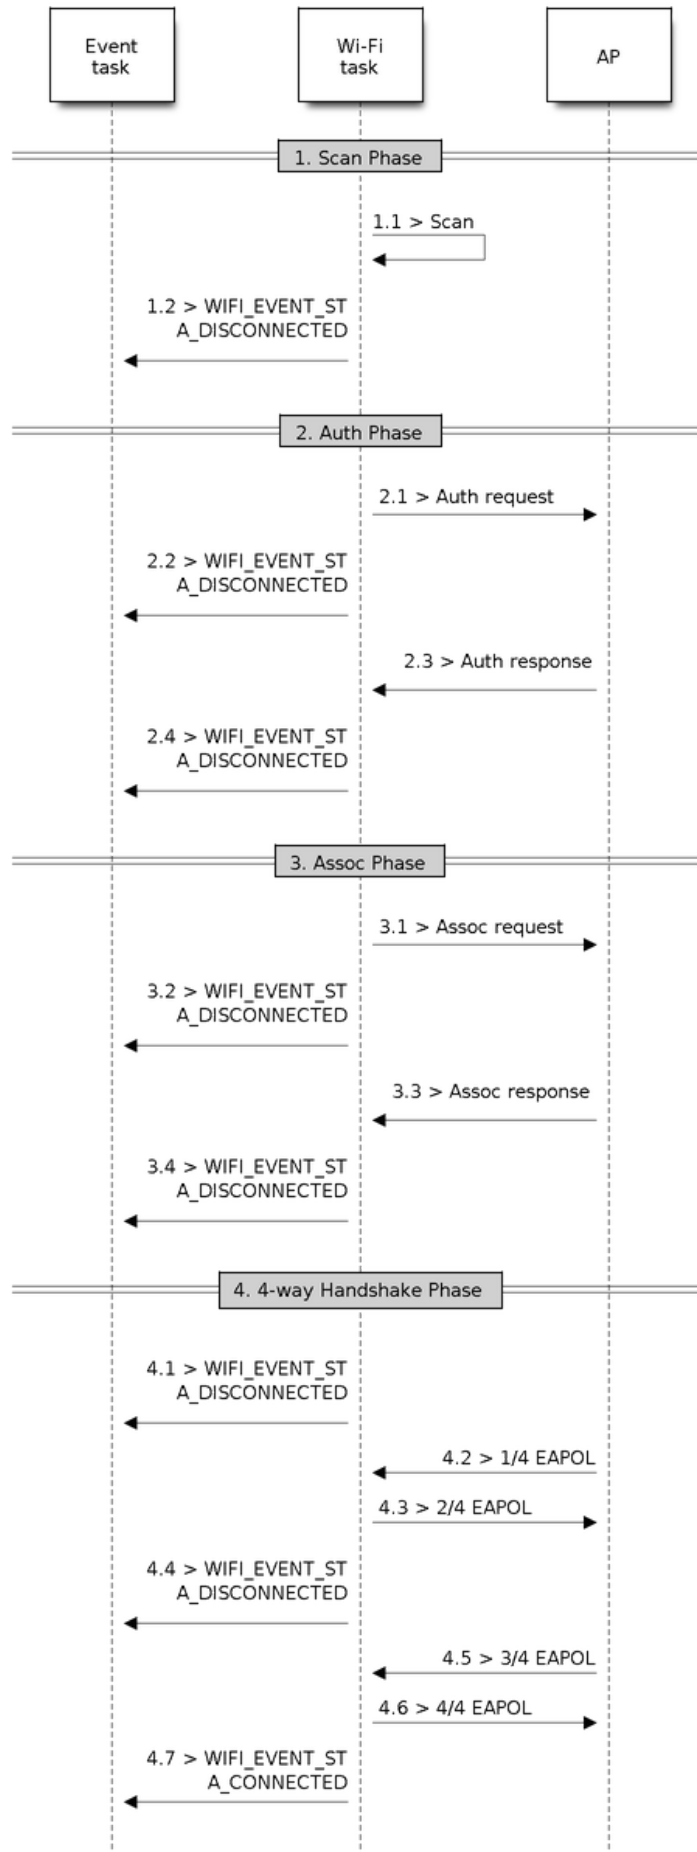 Event
task
Wi-Fi
task
AP
1. Scan Phase
1.1 > Scan
1.2 > WIFI_EVENT_ST
A_DISCONNECTED
2. Auth Phase
2.1 > Auth request
2.2 > WIFI_EVENT_ST
A_DISCONNECTED
2.3 > Auth response
2.4 > WIFI_EVENT_ST
A_DISCONNECTED
3. Assoc Phase
3.1 > Assoc request
3.2 > WIFI_EVENT_ST
A_DISCONNECTED
3.3 > Assoc response
3.4 > WIFI_EVENT_ST
A_DISCONNECTED
4. 4-way Handshake Phase
4.1 > WIFI_EVENT_ST
A_DISCONNECTED
4.2 > 1/4 EAPOL
4.3 > 2/4 EAPOL
4.4 > WIFI_EVENT_ST
A_DISCONNECTED
4.5 > 3/4 EAPOL
4.6 > 4/4 EAPOL
4.7 > WIFI_EVENT_ST
A_CONNECTED